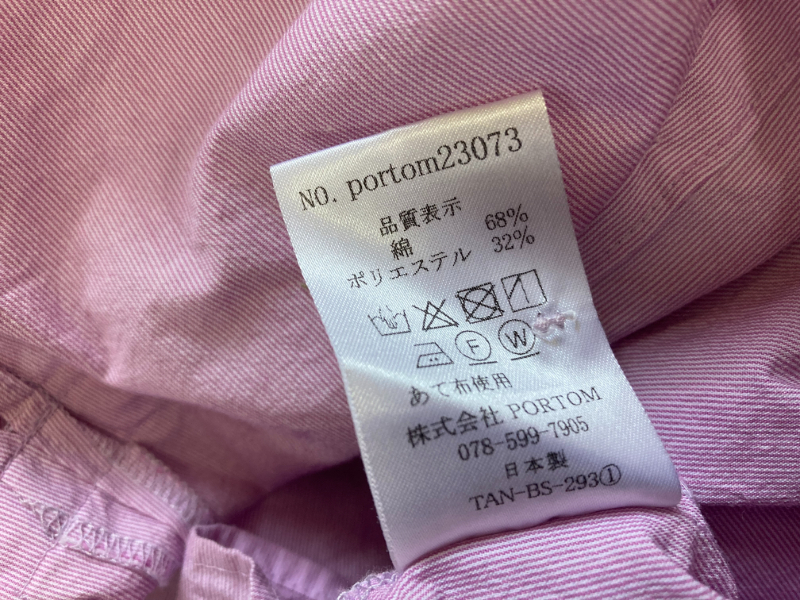 NO. portom23073
品質表示
綿 68%
ポリエステル 32%
F W
あて布使用
株式会社 PORTOM
078-599-7905
日本製
TAN-BS-293①